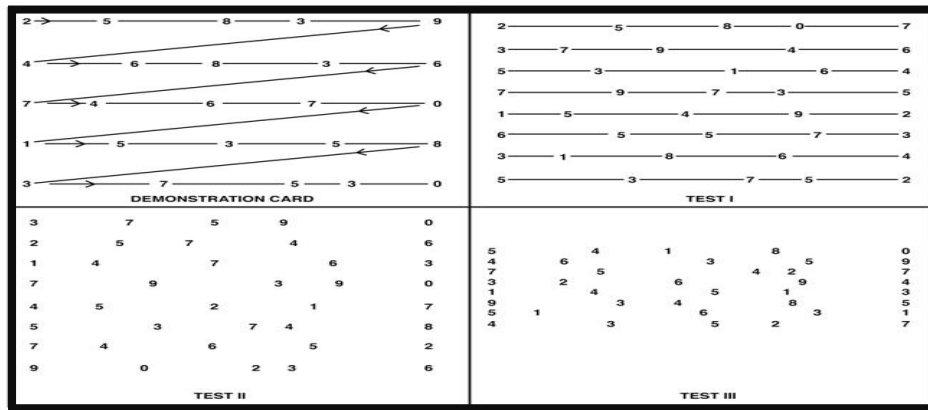 2 5 8 3 9
4 6 8 3 6
7 4 6 7 0
1 5 3 5 8
3 7 5 3 0
DEMONSTRATION CARD
2 5 8 0 7
3 7 9 4 6
5 3 1 6 4
7 9 7 3 5
1 5 4 9 2
6 5 5 7 3
3 1 8 6 4
5 3 7 5 2
TEST I
3 7 5 9 0
2 5 7 4 6
1 4 7 6 3
7 9 3 9 0
4 5 2 1 7
5 3 7 4 8
7 4 6 5 2
9 0 2 3 6
TEST II
5 4 1 8 0
4 6 3 5 9
7 5 4 2 7
3 2 6 9 4
1 4 5 1 3
9 3 4 8 5
5 1 6 3 1
4 3 5 2 7
TEST III